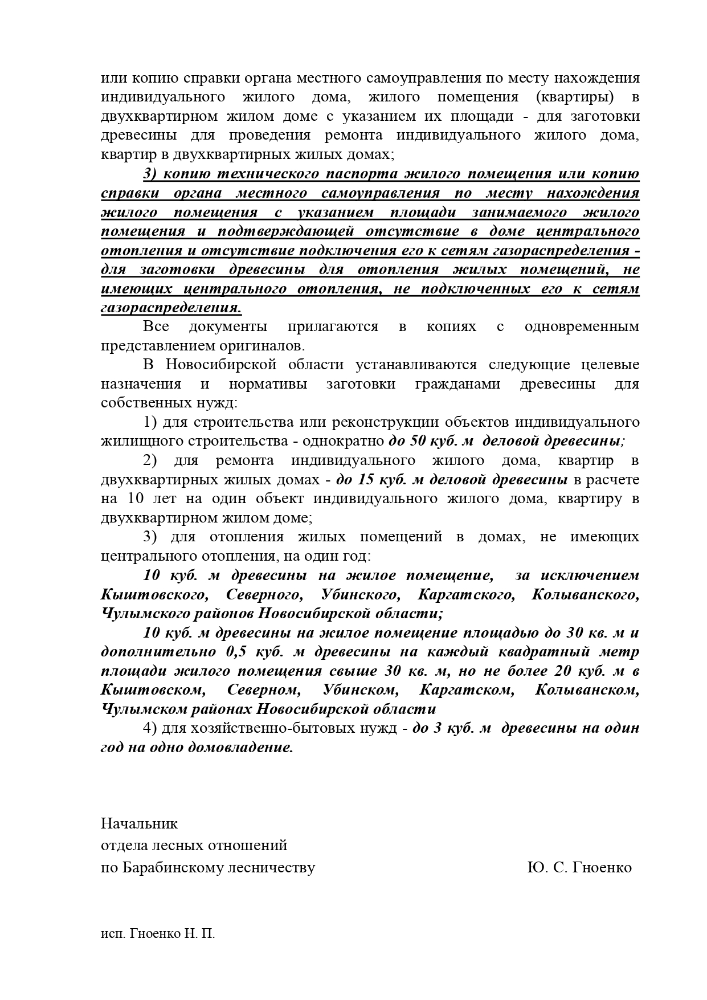 или копию справки органа местного самоуправления по месту нахождения
индивидуального жилого дома, жилого помещения (квартиры) в
двухквартирном жилом доме с указанием их площади - для заготовки
древесины для проведения ремонта индивидуального жилого дома,
квартир в двухквартирных жилых домах;
3) копию технического паспорта жилого помещения или копию
справки органа местного самоуправления по месту нахождения
жилого помещения с указанием площади занимаемого жилого
помещения и подтверждающей отсутствие в доме центрального
отопления и отсутствие подключения его к сетям газораспределения -
для заготовки древесины для отопления жилых помещений, не
имеющих центрального отопления, не подключенных его к сетям
газораспределения.
Все документы прилагаются в копиях с одновременным
представлением оригиналов.
В Новосибирской области устанавливаются следующие целевые
назначения и нормативы заготовки гражданами древесины для
собственных нужд:
1) для строительства или реконструкции объектов индивидуального
жилищного строительства - однократно до 50 куб. м деловой древесины;
2) для ремонта индивидуального жилого дома, квартир в
двухквартирных жилых домах - до 15 куб. м деловой древесины в расчете
на 10 лет на один объект индивидуального жилого дома, квартиру в
двухквартирном жилом доме;
3) для отопления жилых помещений в домах, не имеющих
центрального отопления, на один год:
10 куб. м древесины на жилое помещение, за исключением
Кыштовского, Северного, Убинского, Каргатского, Колыванского,
Чулымского районов Новосибирской области;
10 куб. м древесины на жилое помещение площадью до 30 кв. м и
дополнительно 0,5 куб. м древесины на каждый квадратный метр
площади жилого помещения свыше 30 кв. м, но не более 20 куб. м в
Кыштовском, Северном, Убинском, Каргатском, Колыванском,
Чулымском районах Новосибирской области
4) для хозяйственно-бытовых нужд - до 3 куб. м древесины на один
год на одно домовладение.
Начальник
отдела лесных отношений
по Барабинскому лесничеству Ю. С. Гноенко
исп. Гноенко Н. П.